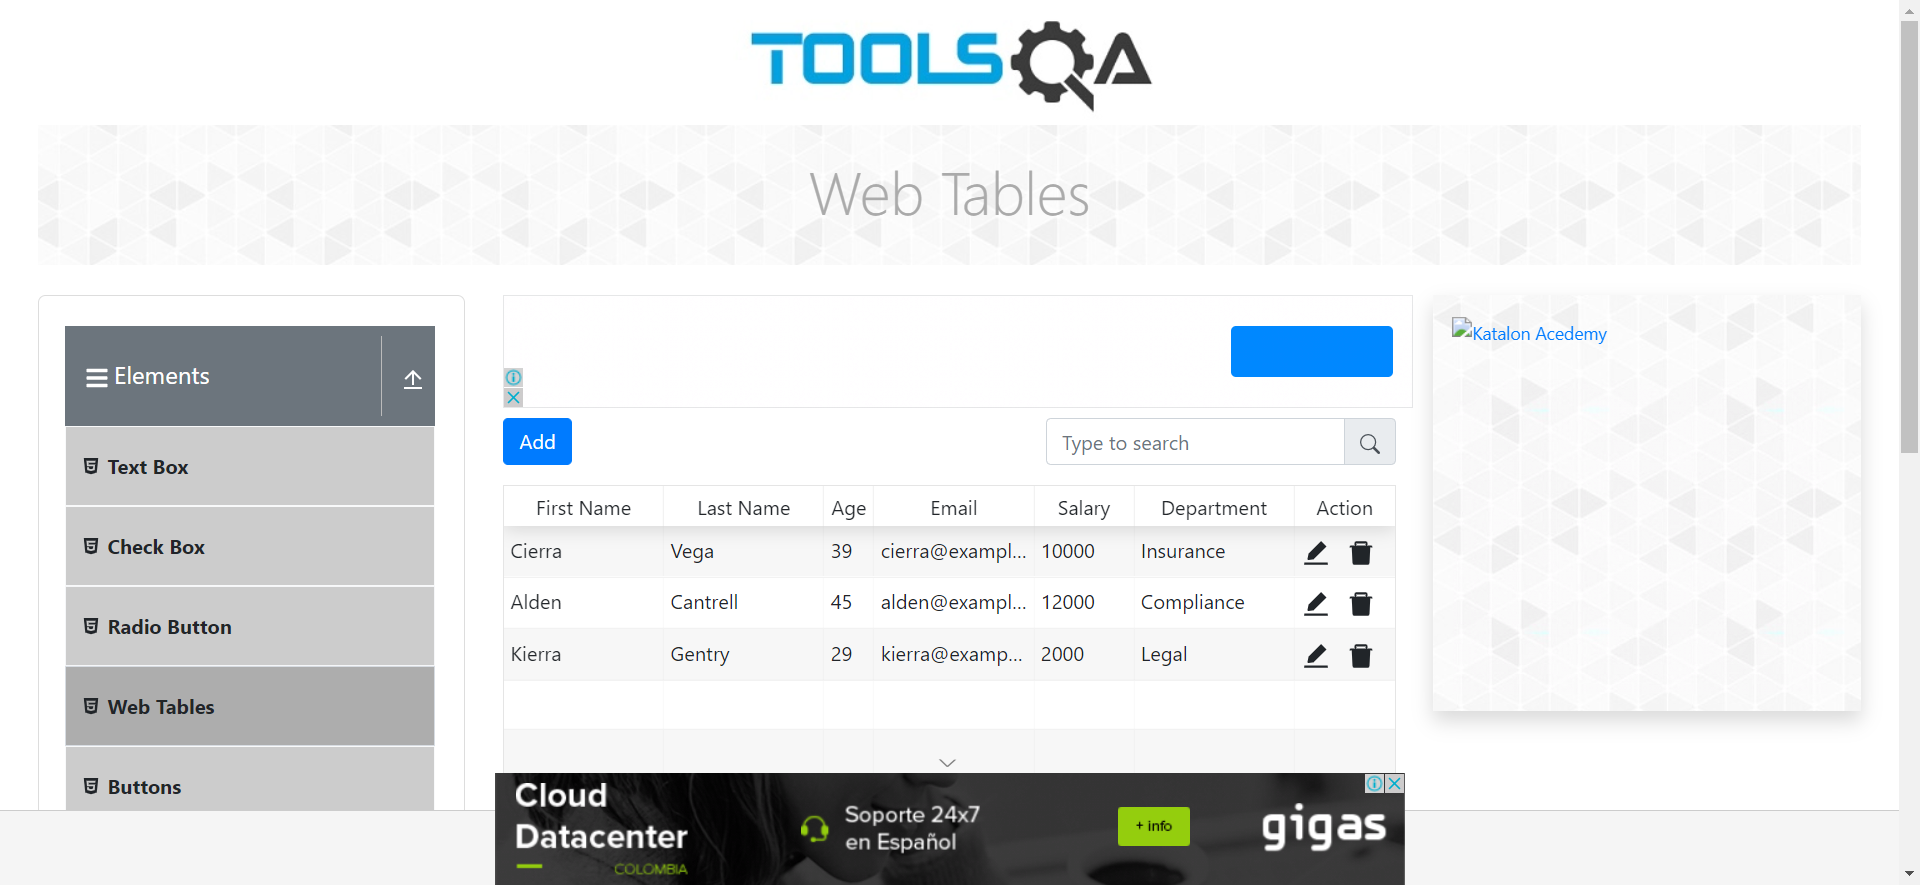 TOOLSQA
Web Tables
Elements
Text Box
Check Box
Radio Button
Web Tables
Buttons
Add
Type to search
First Name Last Name Age Email Salary Department Action
Cierra Vega 39 cierra@exampl... 10000 Insurance
Alden Cantrell 45 alden@exampl... 12000 Compliance
Kierra Gentry 29 kierra@examp... 2000 Legal
Katalon Acedemy
Cloud
Datacenter
COLOMBIA
Soporte 24x7
en Español
+ info
gigas